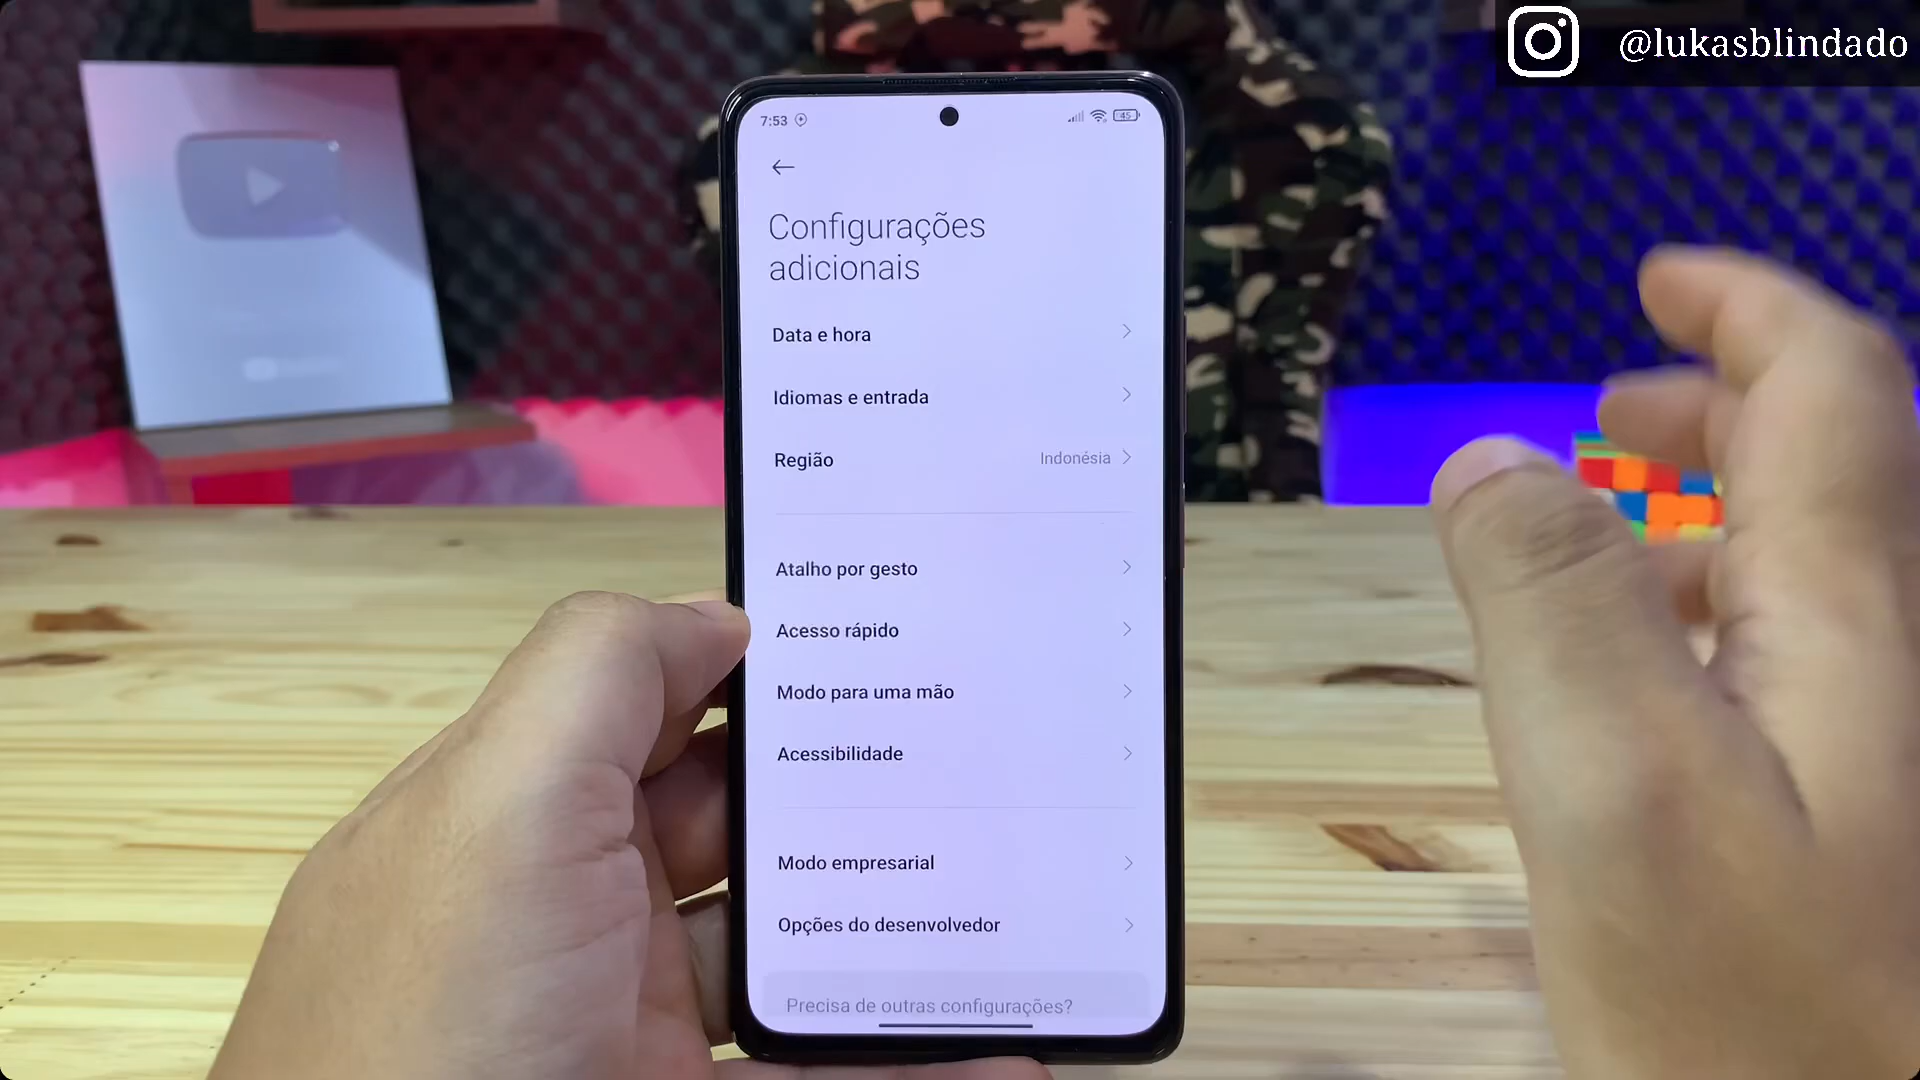 @lukasblindado
7:53
45
Configurações
adicionais
Data e hora
Idiomas e entrada
Região
Indonésia
Atalho por gesto
Acesso rápido
Modo para uma mão
Acessibilidade
Modo empresarial
Opções do desenvolvedor
Precisa de outras configurações?